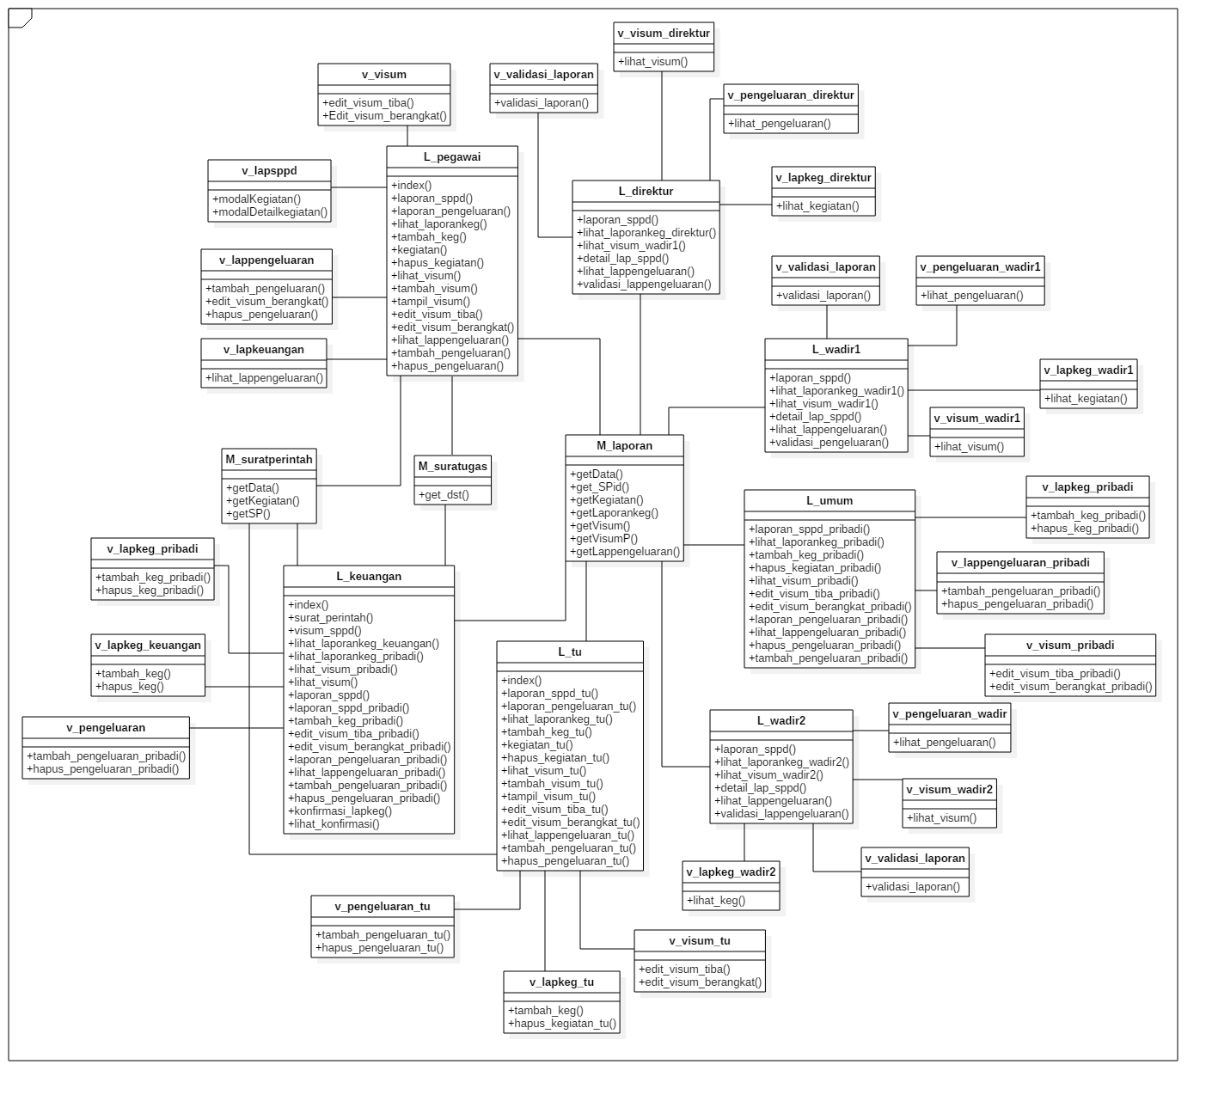 v_visum_direktur
+lihat_visum()
v_visum
+edit_visum_tiba()
+Edit_visum_berangkat()
v_validasi_laporan
+validasi_laporan()
v_pengeluaran_direktur
+lihat_pengeluaran()
v_lapsppd
+modalKegiatan()
+modalDetailkegiatan()
L_pegawai
+index()
+laporan_sppd()
+laporan_pengeluaran()
+lihat_laporankeg()
+tambah_keg()
+kegiatan()
+hapus_kegiatan()
+lihat_visum()
+tambah_visum()
+tampil_visum()
+edit_visum_tiba()
+edit_visum_berangkat()
+lihat_lappengeluaran()
+tambah_pengeluaran()
+hapus_pengeluaran()
L_direktur
+laporan_sppd()
+lihat_laporankeg_direktur()
+lihat_visum_wadir1()
+detail_lap_sppd()
+lihat_lappengeluaran()
+validasi_lappengeluaran()
v_lapkeg_direktur
+lihat_kegiatan()
v_lappengeluaran
+tambah_pengeluaran()
+edit_visum_berangkat()
+hapus_pengeluaran()
v_validasi_laporan
+validasi_laporan()
v_pengeluaran_wadir1
+lihat_pengeluaran()
v_lapkeuangan
+lihat_lappengeluaran()
L_wadir1
+laporan_sppd()
+lihat_laporankeg_wadir1()
+lihat_visum_wadir1()
+detail_lap_sppd()
+lihat_lappengeluaran()
+validasi_pengeluaran()
v_lapkeg_wadir1
+lihat_kegiatan()
v_visum_wadir1
+lihat_visum()
M_suratperintah
+getData()
+getKegiatan()
+getSP()
M_suratugas
+get_dst()
M_laporan
+getData()
+get_SPid()
+getKegiatan()
+getLaporankeg()
+getVisum()
+getVisumP()
+getLappengeluaran()
L_umum
+laporan_sppd_pribadi()
+lihat_laporankeg_pribadi()
+tambah_keg_pribadi()
+hapus_kegiatan_pribadi()
+lihat_visum_pribadi()
+edit_visum_tiba_pribadi()
+edit_visum_berangkat_pribadi()
+laporan_pengeluaran_pribadi()
+lihat_lappengeluaran_pribadi()
+hapus_pengeluaran_pribadi()
+tambah_pengeluaran_pribadi()
v_lapkeg_pribadi
+tambah_keg_pribadi()
+hapus_keg_pribadi()
v_lappengeluaran_pribadi
+tambah_pengeluaran_pribadi()
+hapus_pengeluaran_pribadi()
v_visum_pribadi
+edit_visum_tiba_pribadi()
+edit_visum_berangkat_pribadi()
v_lapkeg_pribadi
+tambah_keg_pribadi()
+hapus_keg_pribadi()
v_lapkeg_keuangan
+tambah_keg()
+hapus_keg()
v_pengeluaran
+tambah_pengeluaran_pribadi()
+hapus_pengeluaran_pribadi()
L_keuangan
+index()
+surat_perintah()
+visum_sppd()
+lihat_laporankeg_keuangan()
+lihat_laporankeg_pribadi()
+lihat_visum_pribadi()
+lihat_visum()
+laporan_sppd()
+laporan_sppd_pribadi()
+tambah_keg_pribadi()
+edit_visum_tiba_pribadi()
+edit_visum_berangkat_pribadi()
+laporan_pengeluaran_pribadi()
+lihat_lappengeluaran_pribadi()
+tambah_pengeluaran_pribadi()
+hapus_pengeluaran_pribadi()
+konfirmasi_lapkeg()
+lihat_konfirmasi()
L_tu
+index()
+laporan_sppd_tu()
+laporan_pengeluaran_tu()
+lihat_laporankeg_tu()
+tambah_keg_tu()
+kegiatan_tu()
+hapus_kegiatan_tu()
+lihat_visum_tu()
+tambah_visum_tu()
+tampil_visum_tu()
+edit_visum_tiba_tu()
+edit_visum_berangkat_tu()
+lihat_lappengeluaran_tu()
+tambah_pengeluaran_tu()
+hapus_pengeluaran_tu()
L_wadir2
+laporan_sppd()
+lihat_laporankeg_wadir2()
+lihat_visum_wadir2()
+detail_lap_sppd()
+lihat_lappengeluaran()
+validasi_lappengeluaran()
v_pengeluaran_wadir
+lihat_pengeluaran()
v_visum_wadir2
+lihat_visum()
v_validasi_laporan
+validasi_laporan()
v_lapkeg_wadir2
+lihat_keg()
v_pengeluaran_tu
+tambah_pengeluaran_tu()
+hapus_pengeluaran_tu()
v_visum_tu
+edit_visum_tiba()
+edit_visum_berangkat()
v_lapkeg_tu
+tambah_keg()
+hapus_kegiatan_tu()